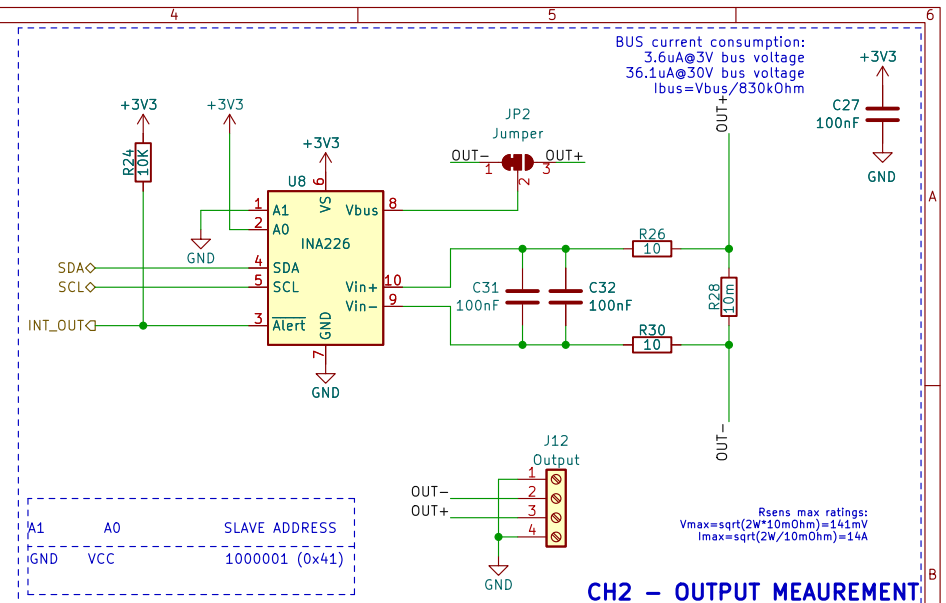 4
5
6
BUS current consumption:
3.6uA@3V bus voltage
36.1uA@30V bus voltage
Ibus=Vbus/830kOhm
+3V3
C27
100nF
GND
OUT+
+3V3
+3V3
R24
10K
JP2
Jumper
OUT-
1
3
OUT+
2
+3V3
U8
6
VS
1
A1
Vbus
8
2
A0
A
GND
INA226
R26
10
SDA
4
SDA
SCL
5
SCL
Vin+
10
Vin-
9
C31
100nF
C32
100nF
R28
10m
INT_OUT
3
Alert
GND
7
R30
10
GND
OUT-
J12
Output
1
OUT-
2
OUT+
3
4
GND
A1 A0 SLAVE ADDRESS
GND VCC 1000001 (0x41)
Rsens max ratings:
Vmax=sqrt(2W*10mOhm)=141mV
Imax=sqrt(2W/10mOhm)=14A
B
CH2 - OUTPUT MEAUREMENT